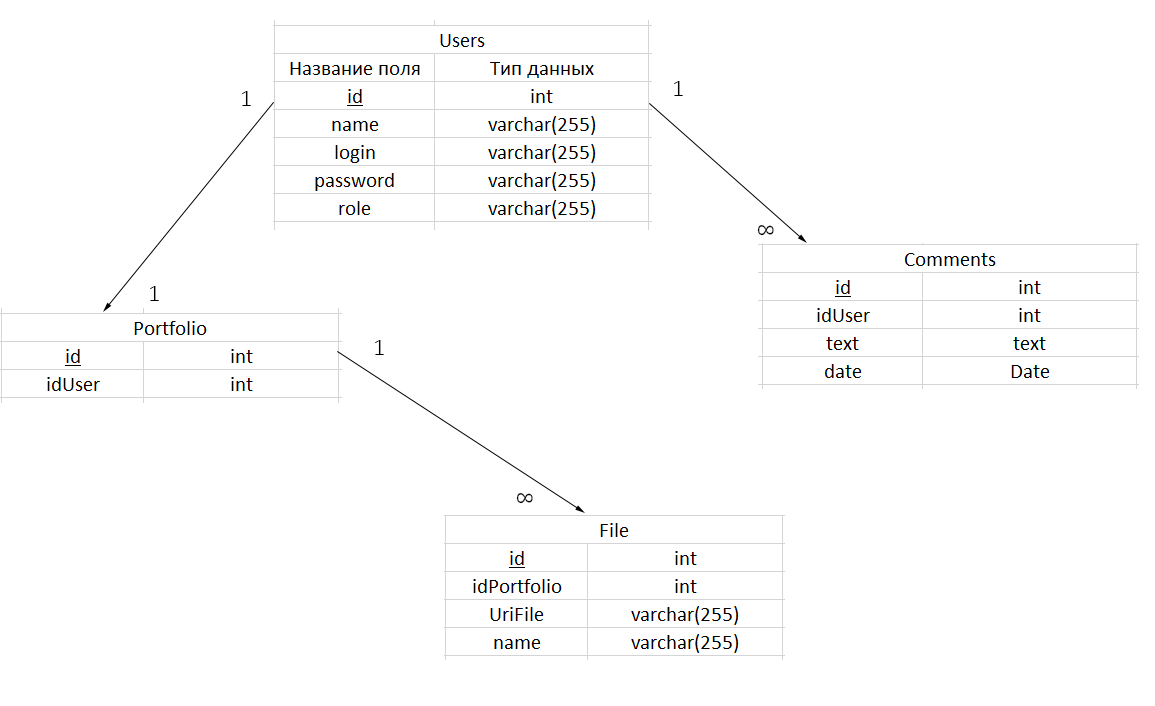 Users
Название поля Тип данных
id int
name varchar(255)
login varchar(255)
password varchar(255)
role varchar(255)
1
1
∞
Comments
id int
idUser int
text text
date Date
1
Portfolio
id int
idUser int
1
∞
File
id int
idPortfolio int
UriFile varchar(255)
name varchar(255)